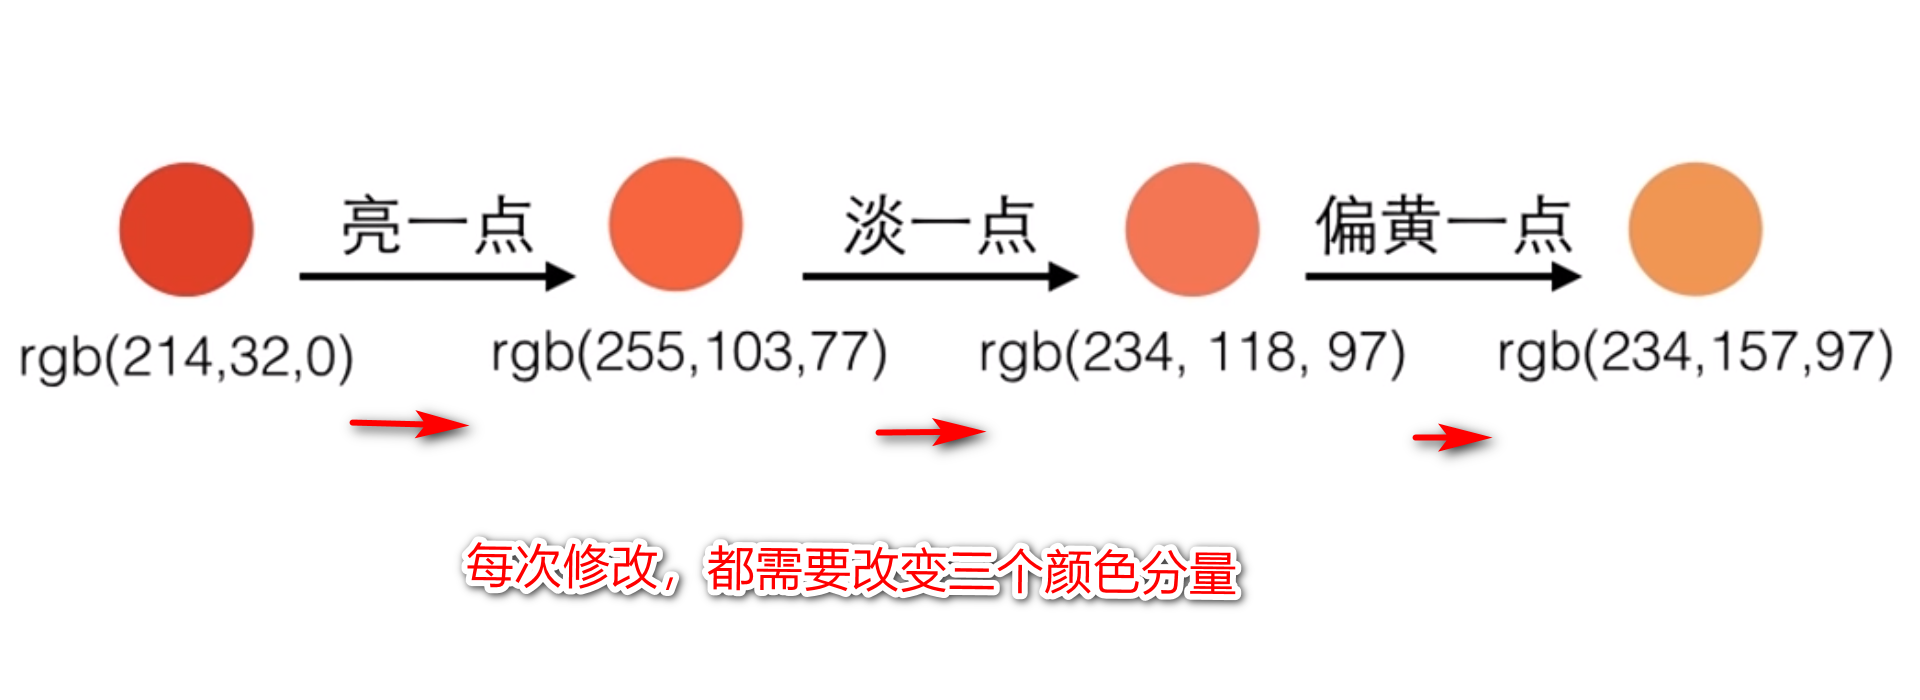 亮一点
淡一点
偏黄一点
rgb(214,32,0)
rgb(255,103,77)
rgb(234, 118, 97)
rgb(234,157,97)
每次修改，都需要改变三个颜色分量